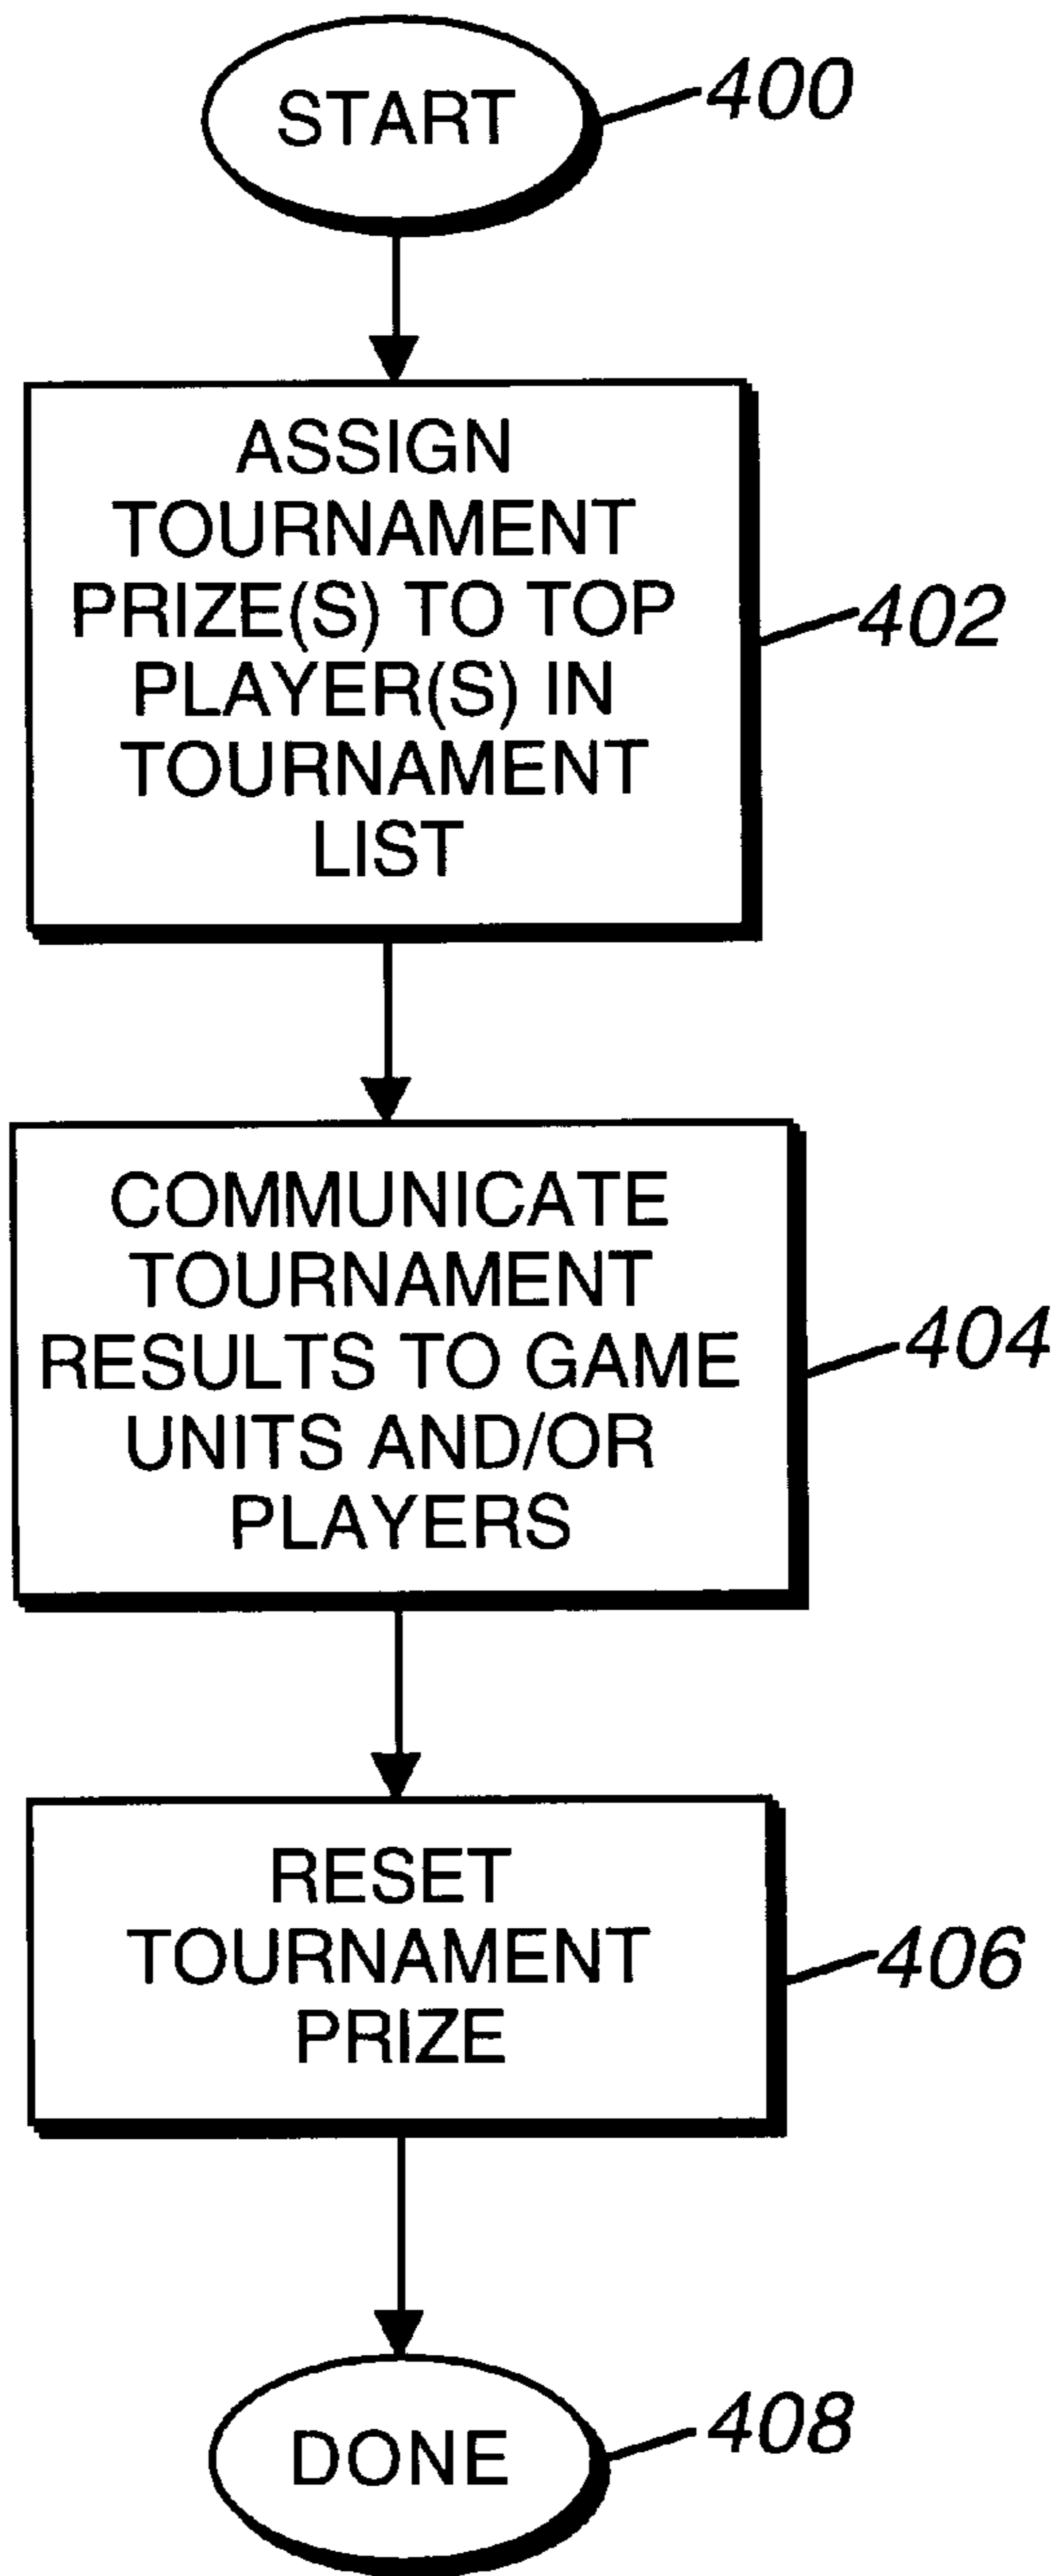 START
400
ASSIGN
TOURNAMENT
PRIZE(S) TO TOP
PLAYER(S) IN
TOURNAMENT
LIST
402
COMMUNICATE
TOURNAMENT
RESULTS TO GAME
UNITS AND/OR
PLAYERS
404
RESET
TOURNAMENT
PRIZE
406
DONE
408